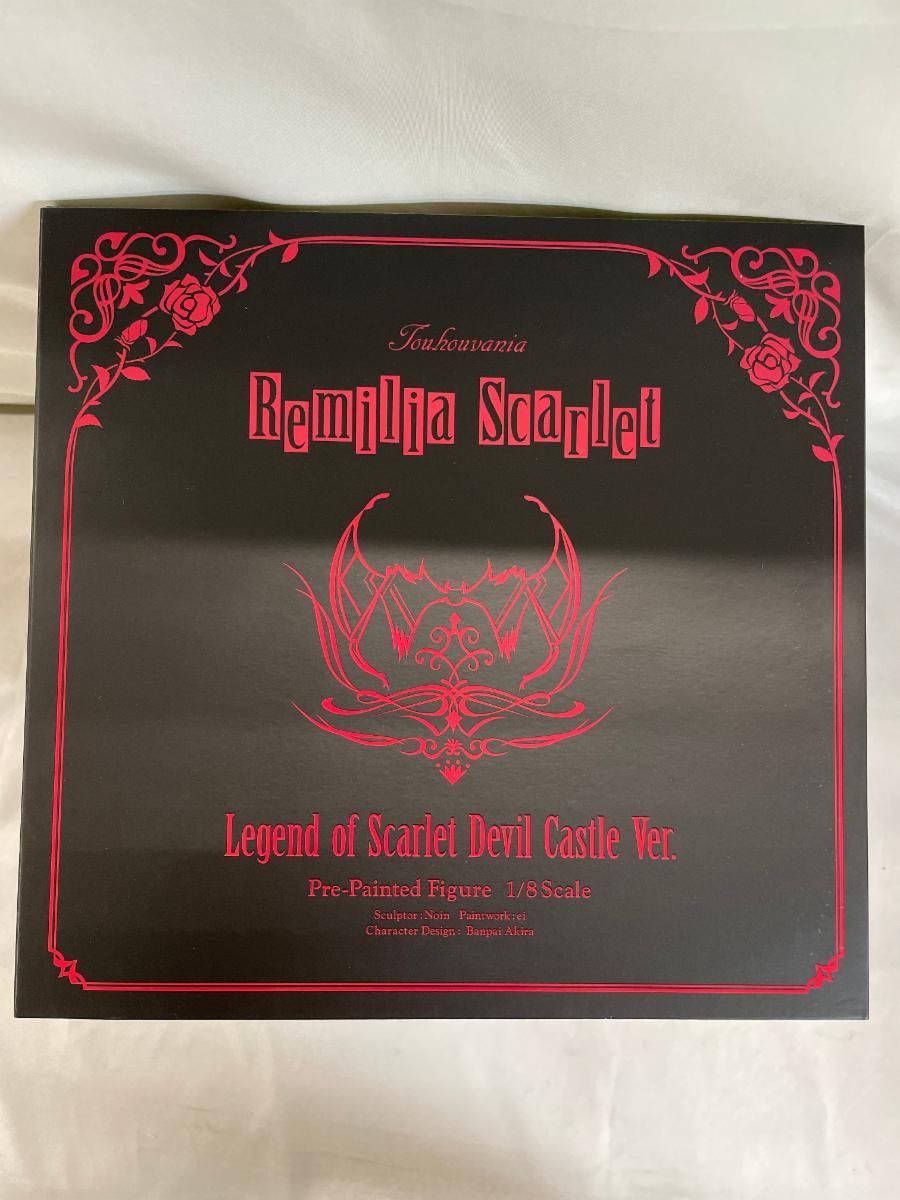 Touhouvania
Remilia Scarlet
Legend of Scarlet Devil Castle Ver.
Pre-Painted Figure 1/8 Scale
Sculptor : Noin Paintwork : ei
Character Design : Banpai Akira